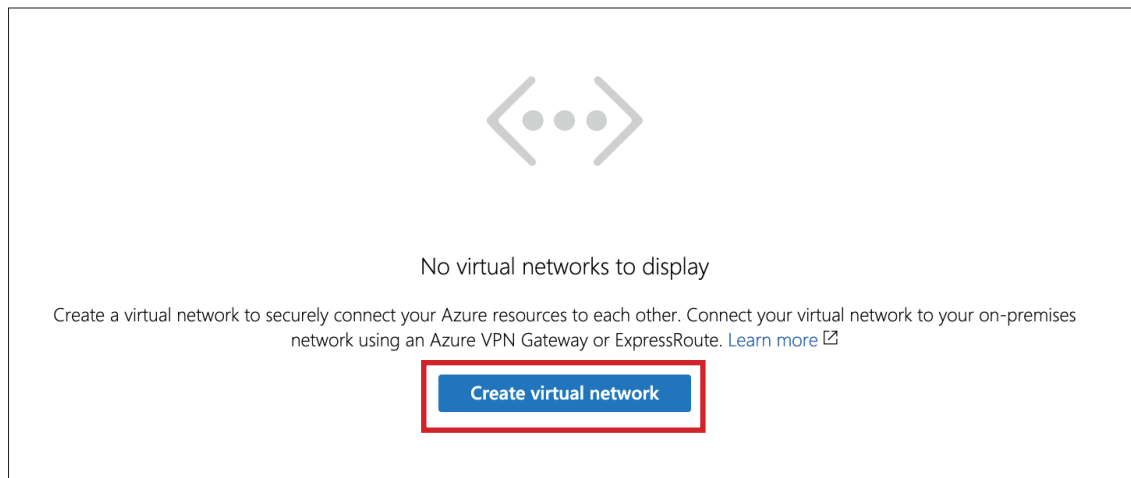 No virtual networks to display
Create a virtual network to securely connect your Azure resources to each other. Connect your virtual network to your on-premises
network using an Azure VPN Gateway or ExpressRoute. Learn more
Create virtual network